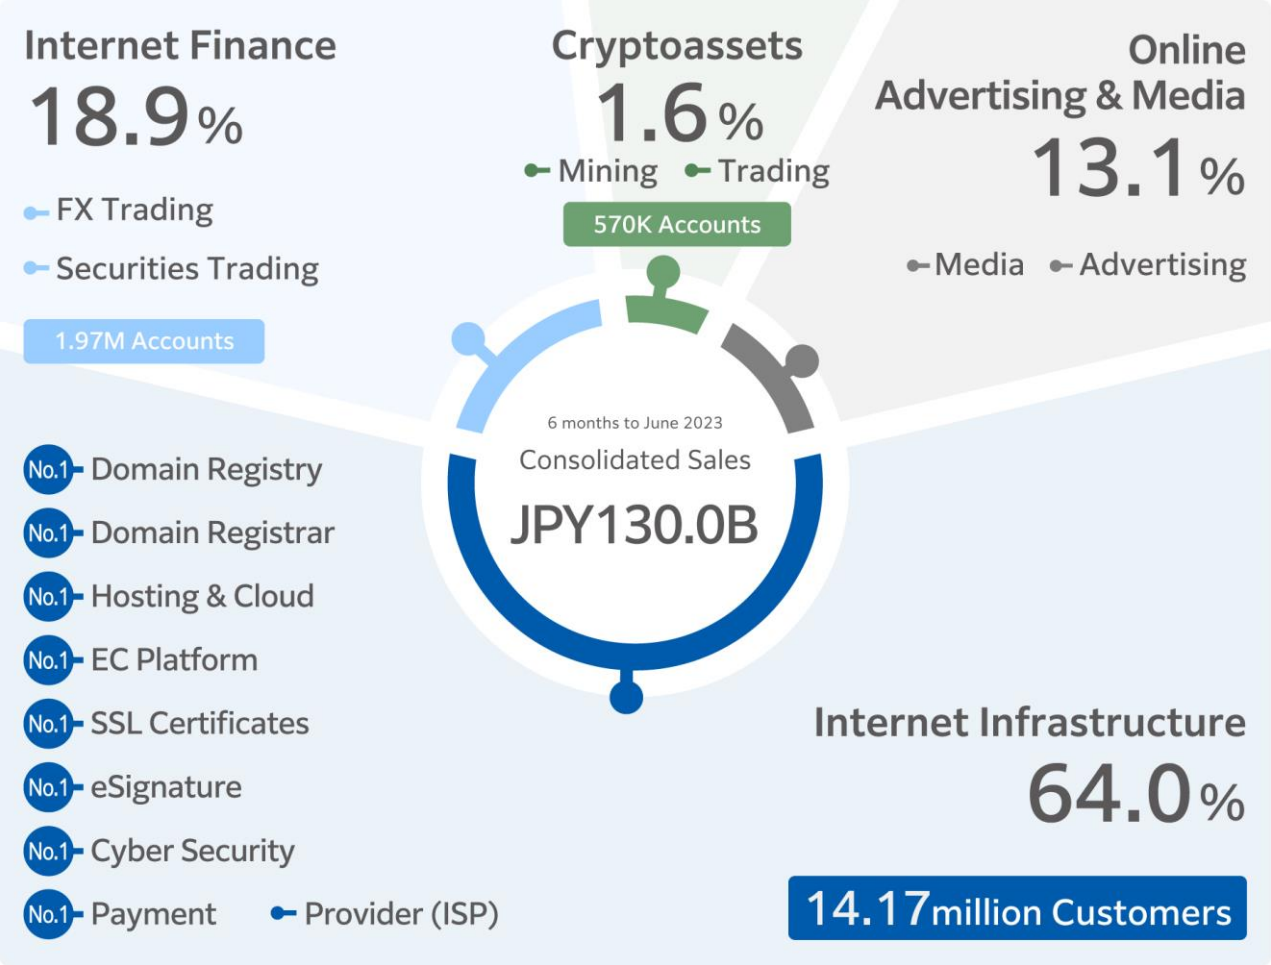 Internet Finance
18.9%
FX Trading
Securities Trading
1.97M Accounts
Cryptoassets
1.6%
Mining Trading
570K Accounts
Online
Advertising & Media
13.1%
Media Advertising
6 months to June 2023
Consolidated Sales
JPY130.0B
No.1 Domain Registry
No.1 Domain Registrar
No.1 Hosting & Cloud
No.1 EC Platform
No.1 SSL Certificates
No.1 eSignature
No.1 Cyber Security
No.1 Payment Provider (ISP)
Internet Infrastructure
64.0%
14.17million Customers